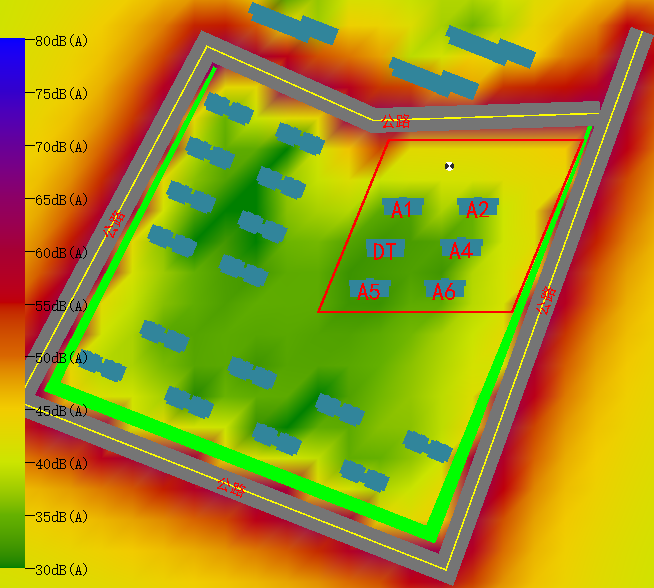 80dB(A)
75dB(A)
70dB(A)
65dB(A)
60dB(A)
55dB(A)
50dB(A)
45dB(A)
40dB(A)
35dB(A)
30dB(A)
公路
公路
A1
A2
DT
A4
A5
A6
公路
公路